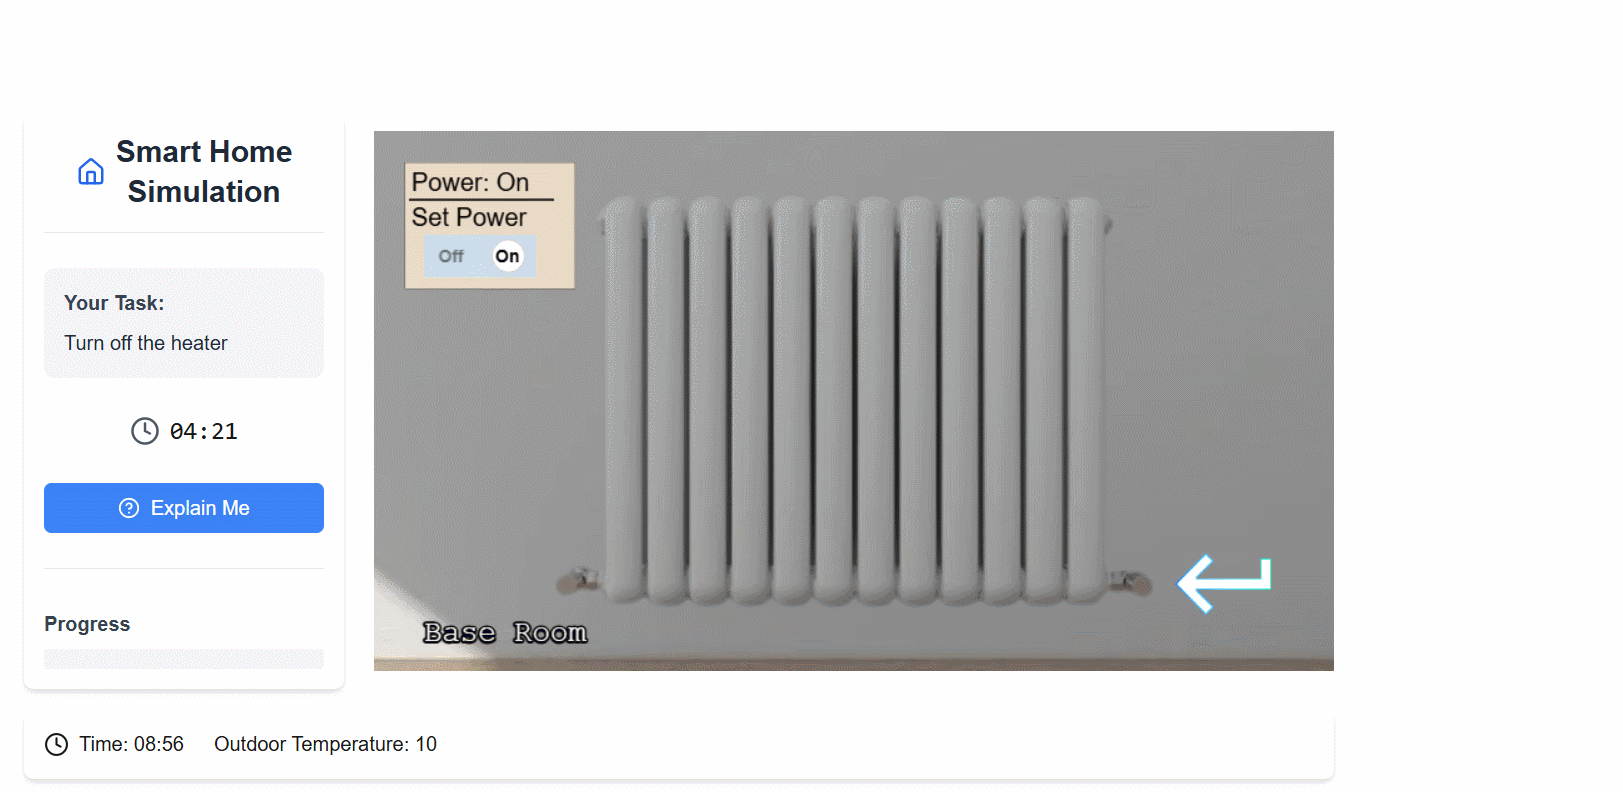 Smart Home
Simulation
Your Task:
Turn off the heater
04:21
Explain Me
Progress
Power: On
Set Power
Off On
Base Room
Time: 08:56 Outdoor Temperature: 10